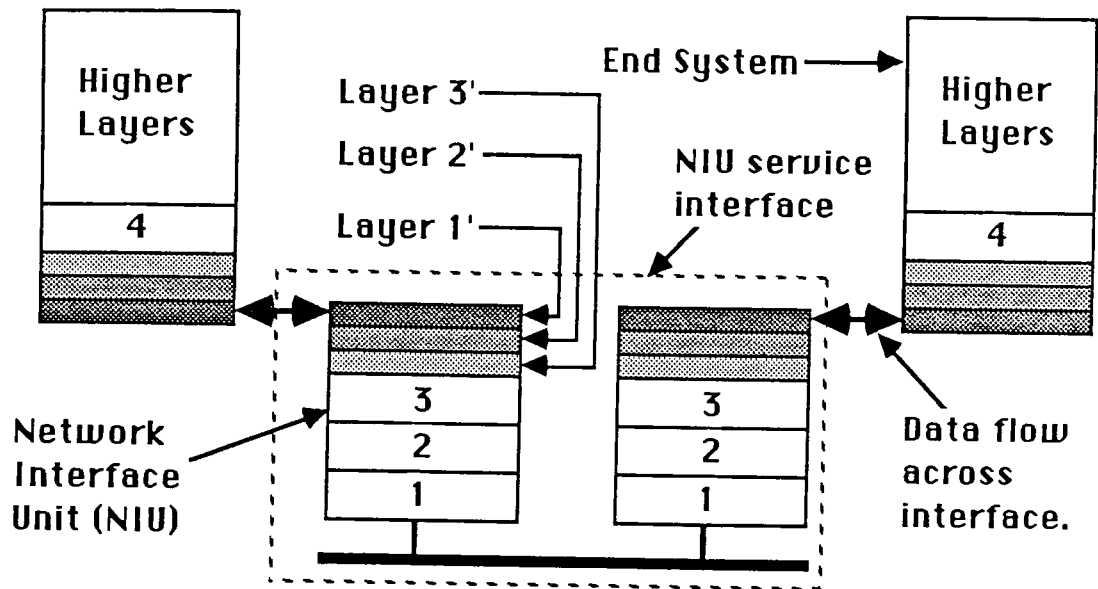 Higher
Layers
4
Layer 3'
Layer 2'
Layer 1'
End System
NIU service
interface
Higher
Layers
4
3
2
1
3
2
1
Network
Interface
Unit (NIU)
Data flow
across
interface.